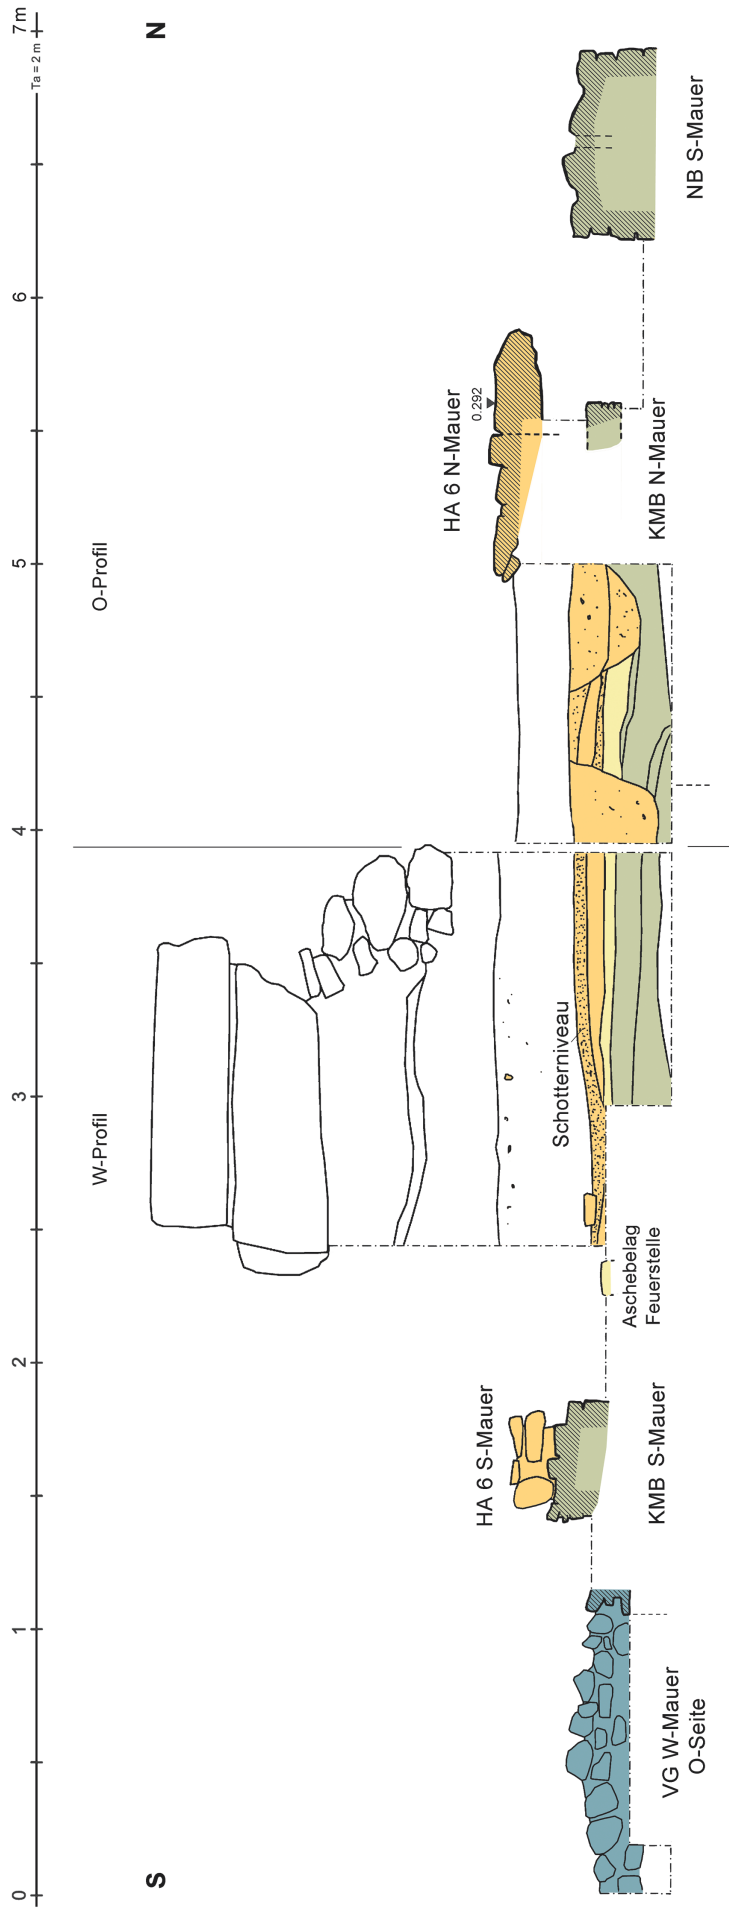 0
1
2
3
4
5
6
7m
Ta = 2 m
S
N
W-Profil
O-Profil
HA 6 S-Mauer
HA 6 N-Mauer
0.292
Schotterniveau
Aschebelag
Feuerstelle
VG W-Mauer
O-Seite
KMB S-Mauer
KMB N-Mauer
NB S-Mauer